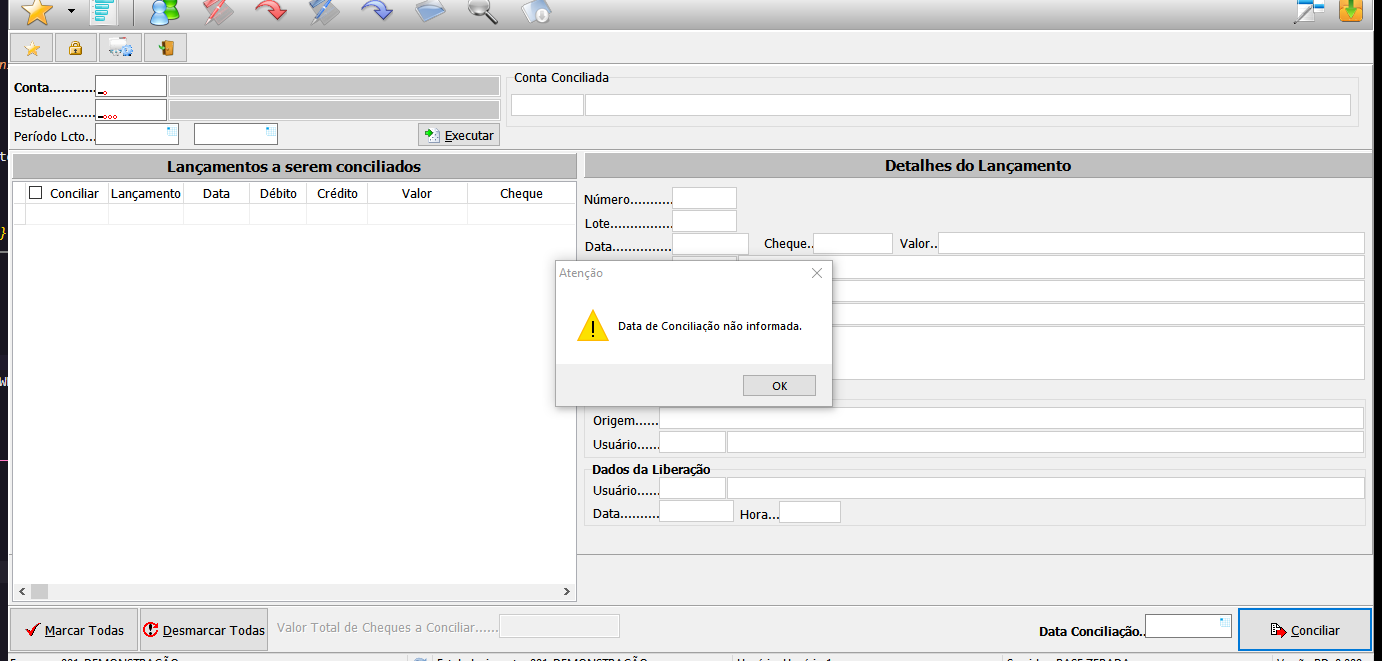 Conta............
Conta Conciliada
Estabelec.......
Período Lcto...
Executar
Lançamentos a serem conciliados
Detalhes do Lançamento
Conciliar Lançamento Data Débito Crédito Valor Cheque
Número..........
Lote...............
Data.............. Cheque.. Valor..
Atenção
Data de Conciliação não informada.
OK
Origem......
Usuário......
Dados da Liberação
Usuário......
Data.......... Hora...
Marcar Todas
Desmarcar Todas
Valor Total de Cheques a Conciliar......
Data Conciliação..
Conciliar